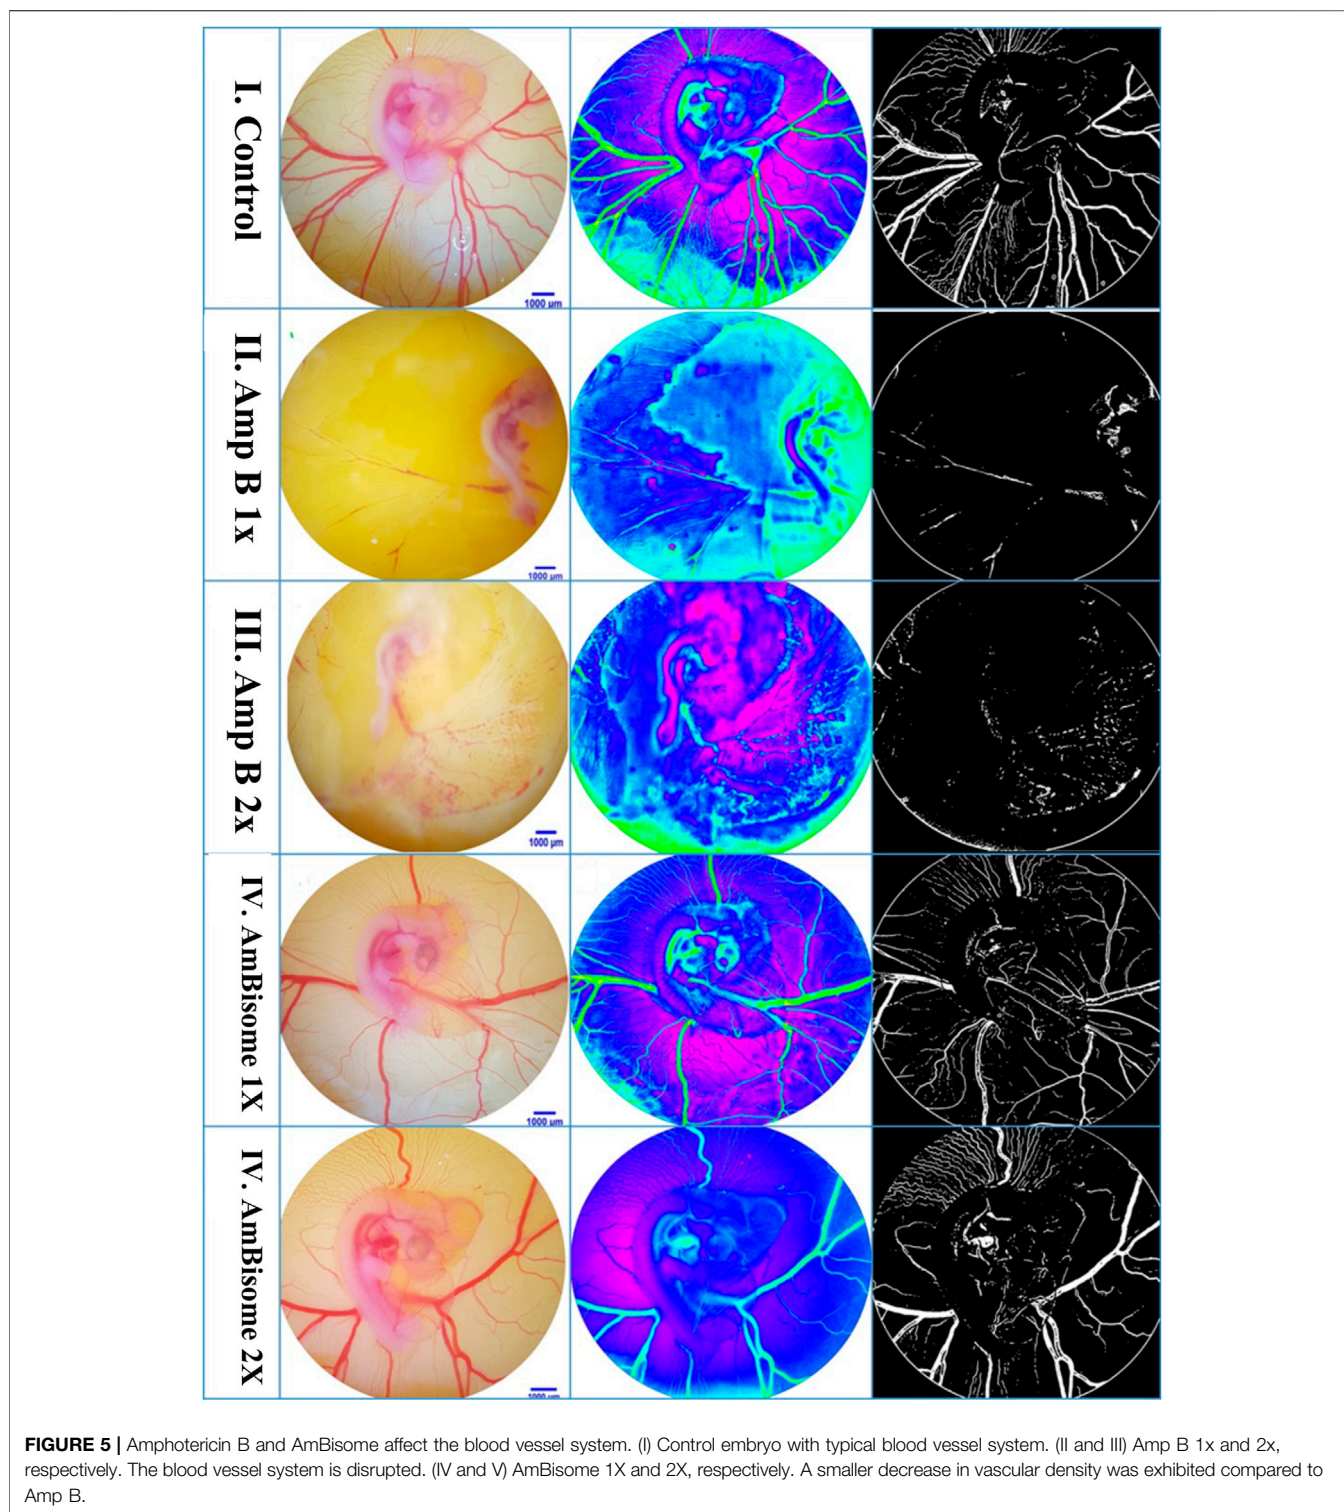 I. Control
1000 µm
II. Amp B 1x
1000 µm
III. Amp B 2x
1000 µm
IV. AmBisome 1X
1000 µm
IV. AmBisome 2X
1000 µm
FIGURE 5 | Amphotericin B and AmBisome affect the blood vessel system. (I) Control embryo with typical blood vessel system. (II and III) Amp B 1x and 2x,
respectively. The blood vessel system is disrupted. (IV and V) AmBisome 1X and 2X, respectively. A smaller decrease in vascular density was exhibited compared to
Amp B.